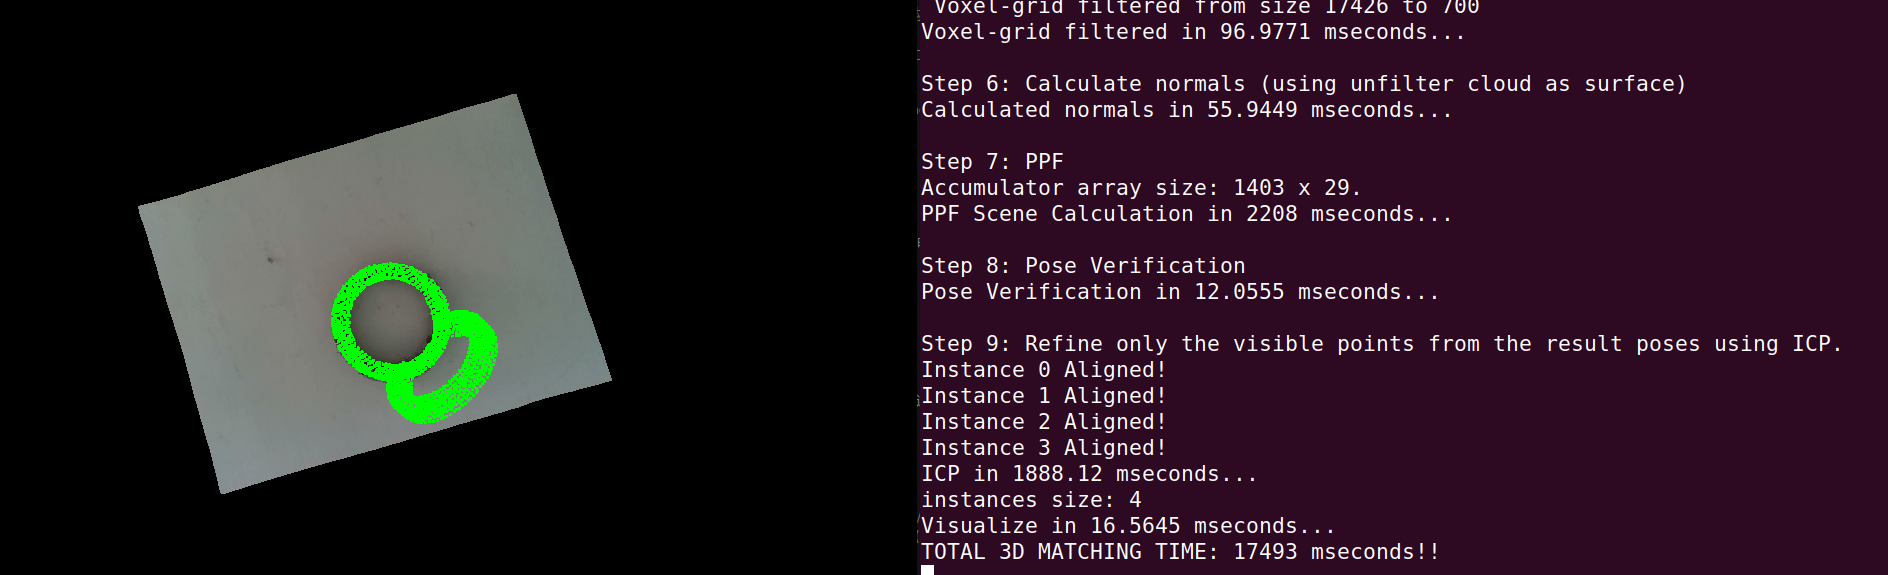 Voxel-grid filtered from size 17426 to 700
Voxel-grid filtered in 96.9771 mseconds...
Step 6: Calculate normals (using unfilter cloud as surface)
Calculated normals in 55.9449 mseconds...
Step 7: PPF
Accumulator array size: 1403 x 29.
PPF Scene Calculation in 2208 mseconds...
Step 8: Pose Verification
Pose Verification in 12.0555 mseconds...
Step 9: Refine only the visible points from the result poses using ICP.
Instance 0 Aligned!
Instance 1 Aligned!
Instance 2 Aligned!
Instance 3 Aligned!
ICP in 1888.12 mseconds...
instances size: 4
Visualize in 16.5645 mseconds...
TOTAL 3D MATCHING TIME: 17493 mseconds!!